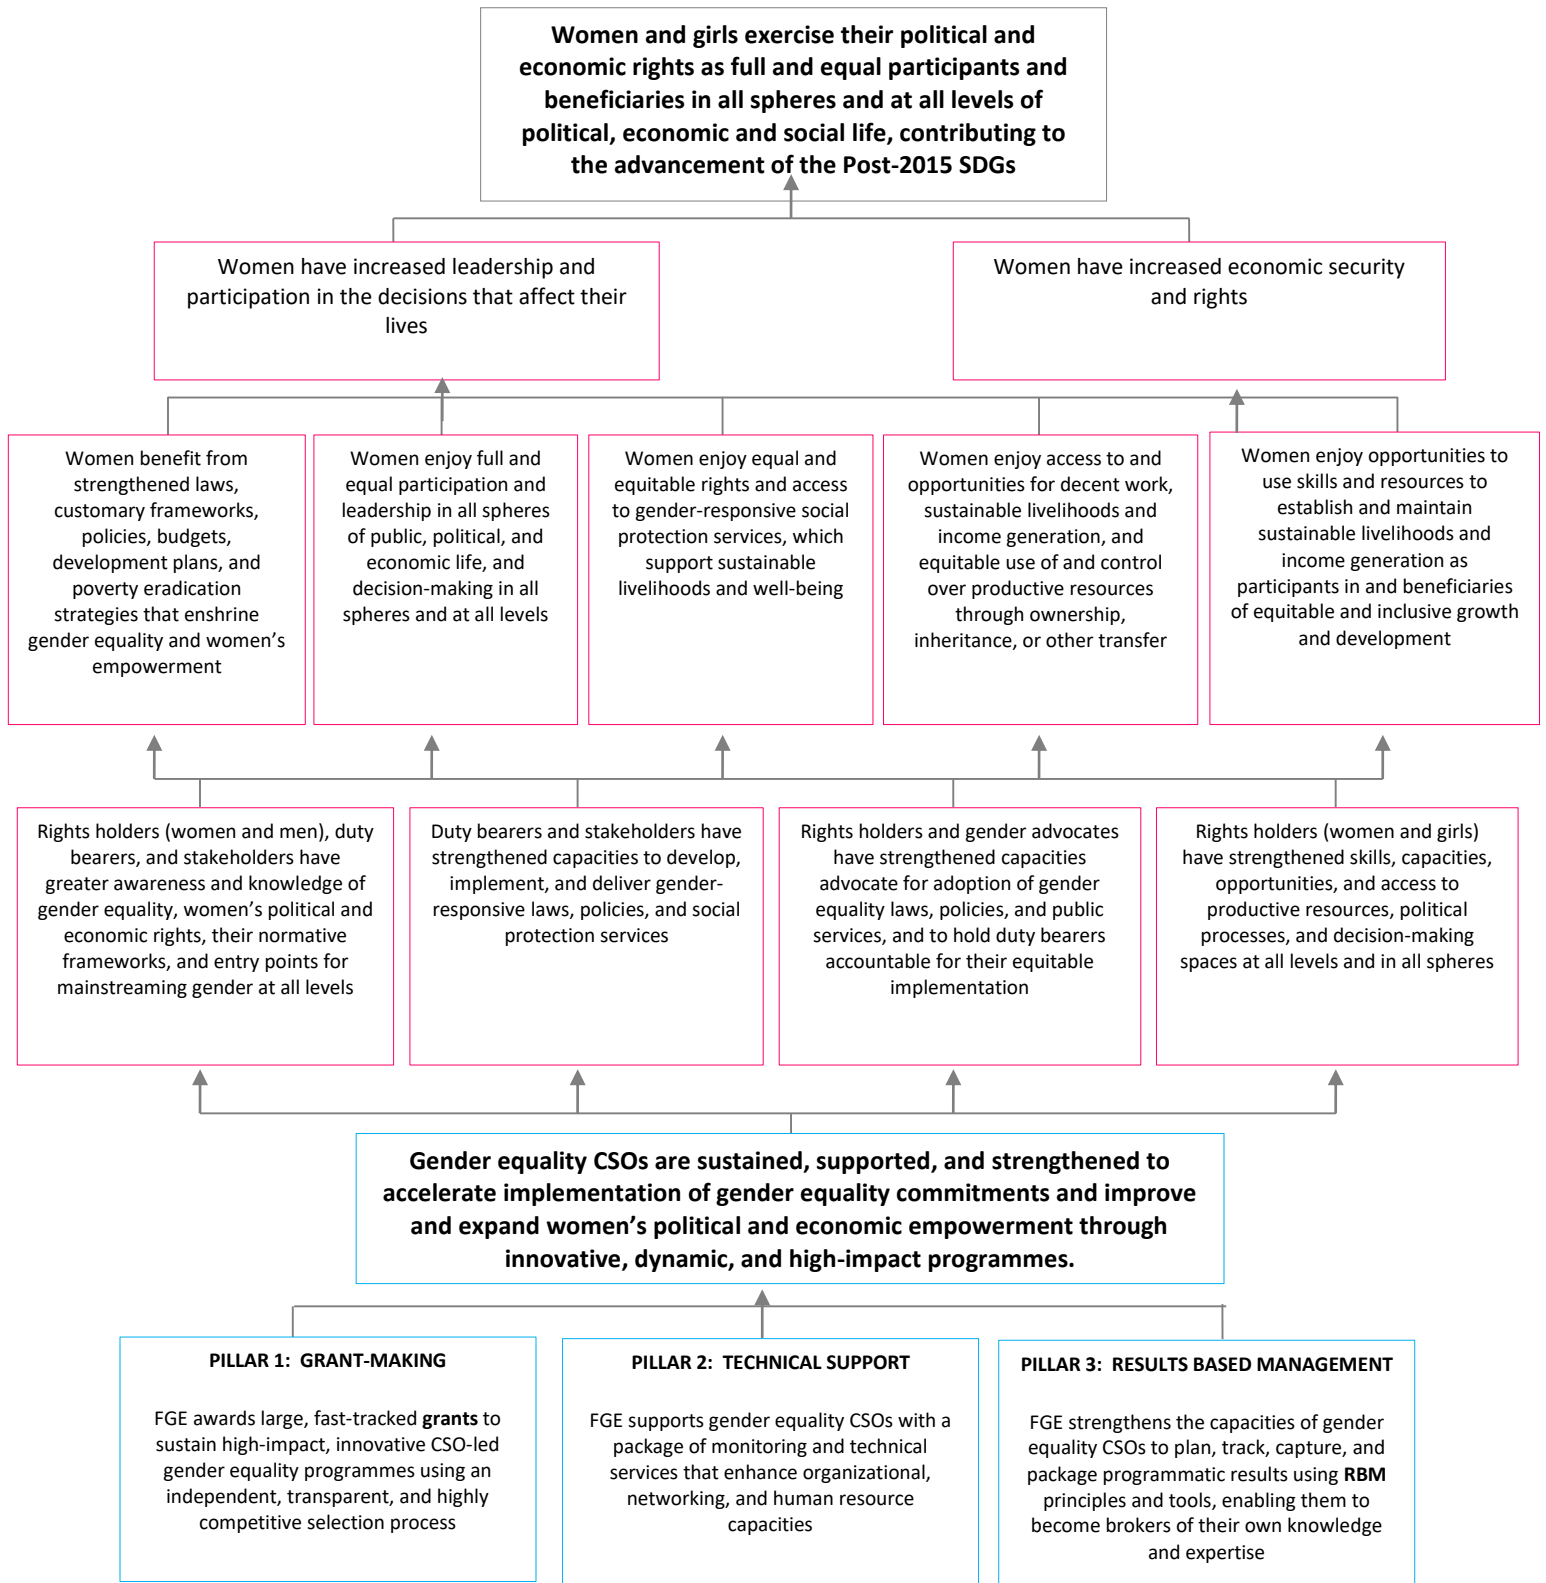 Women and girls exercise their political and
economic rights as full and equal participants and
beneficiaries in all spheres and at all levels of
political, economic and social life, contributing to
the advancement of the Post-2015 SDGs
Women have increased leadership and
participation in the decisions that affect their
lives
Women have increased economic security
and rights
Women benefit from
strengthened laws,
customary frameworks,
policies, budgets,
development plans, and
poverty eradication
strategies that enshrine
gender equality and women’s
empowerment
Women enjoy full and
equal participation and
leadership in all spheres
of public, political, and
economic life, and
decision-making in all
spheres and at all levels
Women enjoy equal and
equitable rights and access
to gender-responsive social
protection services, which
support sustainable
livelihoods and well-being
Women enjoy access to and
opportunities for decent work,
sustainable livelihoods and
income generation, and
equitable use of and control
over productive resources
through ownership,
inheritance, or other transfer
Women enjoy opportunities to
use skills and resources to
establish and maintain
sustainable livelihoods and
income generation as
participants in and beneficiaries
of equitable and inclusive growth
and development
Rights holders (women and men), duty
bearers, and stakeholders have
greater awareness and knowledge of
gender equality, women’s political and
economic rights, their normative
frameworks, and entry points for
mainstreaming gender at all levels
Duty bearers and stakeholders have
strengthened capacities to develop,
implement, and deliver gender-
responsive laws, policies, and social
protection services
Rights holders and gender advocates
have strengthened capacities
advocate for adoption of gender
equality laws, policies, and public
services, and to hold duty bearers
accountable for their equitable
implementation
Rights holders (women and girls)
have strengthened skills, capacities,
opportunities, and access to
productive resources, political
processes, and decision-making
spaces at all levels and in all spheres
Gender equality CSOs are sustained, supported, and strengthened to
accelerate implementation of gender equality commitments and improve
and expand women’s political and economic empowerment through
innovative, dynamic, and high-impact programmes.
PILLAR 1: GRANT-MAKING
FGE awards large, fast-tracked grants to
sustain high-impact, innovative CSO-led
gender equality programmes using an
independent, transparent, and highly
competitive selection process
PILLAR 2: TECHNICAL SUPPORT
FGE supports gender equality CSOs with a
package of monitoring and technical
services that enhance organizational,
networking, and human resource
capacities
PILLAR 3: RESULTS BASED MANAGEMENT
FGE strengthens the capacities of gender
equality CSOs to plan, track, capture, and
package programmatic results using RBM
principles and tools, enabling them to
become brokers of their own knowledge
and expertise